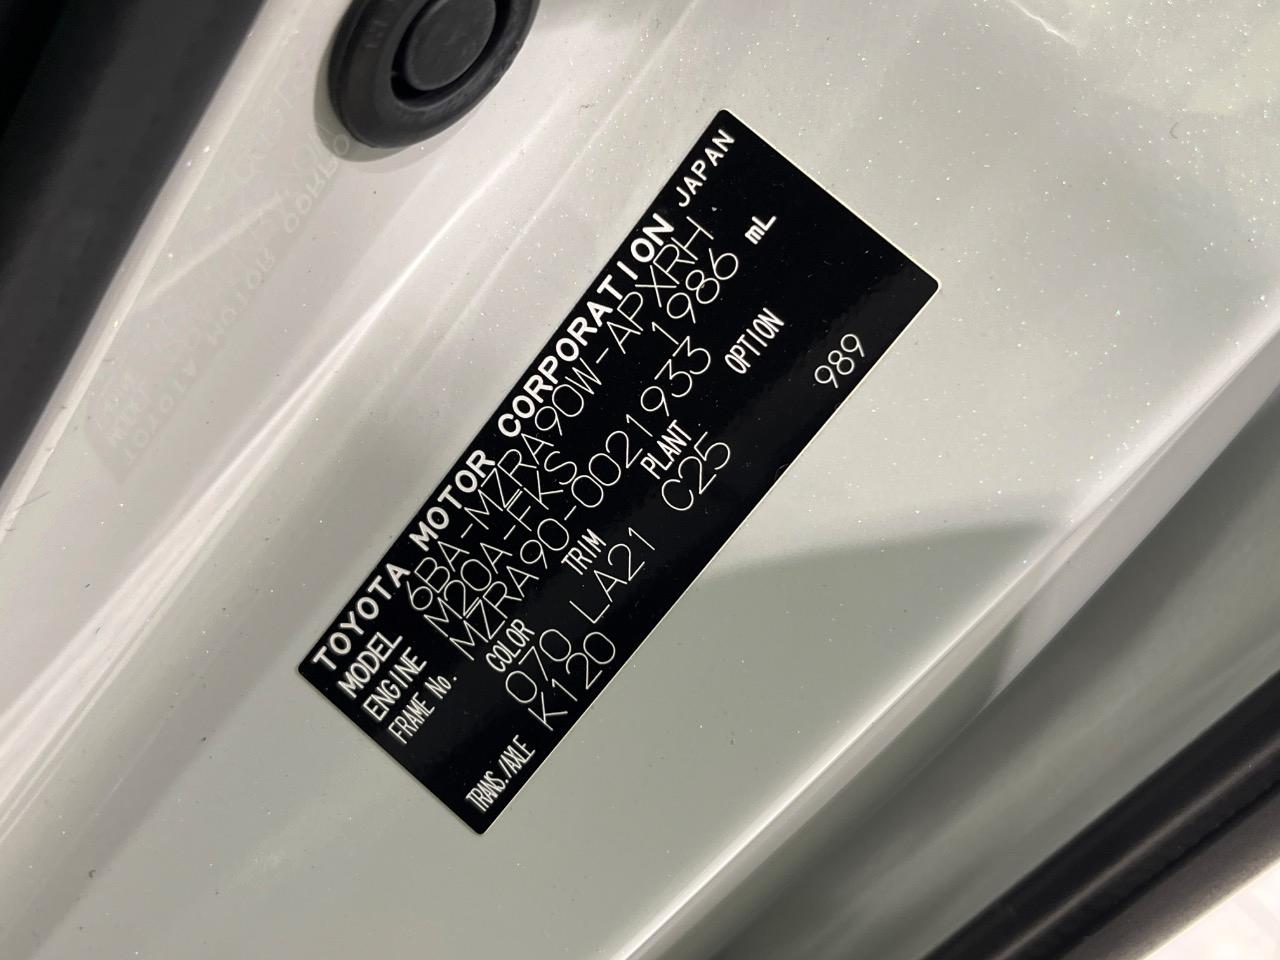 TOYOTA MOTOR CORPORATION JAPAN
MODEL 6BA-MZRA90W-APXRH
ENGINE M20A-FKS 1986 mL
FRAME No. MZRA90-0021933
COLOR TRIM PLANT OPTION
070 LA21 C25 989
TRANS./AXLE K120